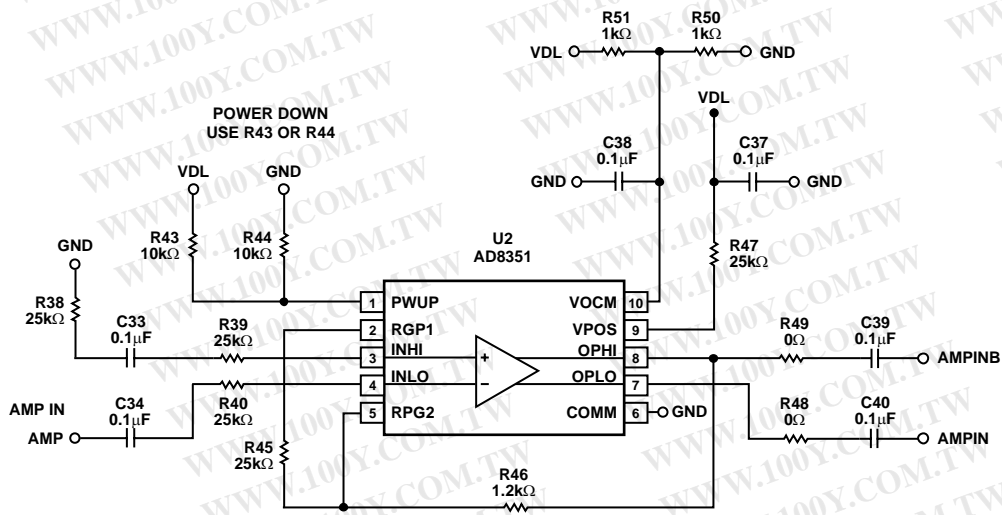 R51
1kΩ
R50
1kΩ
VDL
GND
POWER DOWN
USE R43 OR R44
VDL
C38
0.1μF
C37
0.1μF
VDL
GND
GND
GND
GND
R43
10kΩ
R44
10kΩ
R47
25kΩ
U2
AD8351
R38
25kΩ
C33
0.1μF
R39
25kΩ
1 PWUP
VOCM 10
2 RGP1
VPOS 9
3 INHI
+
OPHI 8
4 INLO
−
OPLO 7
5 RPG2
COMM 6
GND
R49
0Ω
C39
0.1μF
AMPINB
AMP IN
AMP
C34
0.1μF
R40
25kΩ
R48
0Ω
C40
0.1μF
AMPIN
R45
25kΩ
R46
1.2kΩ
WWW.100Y.COM.TW